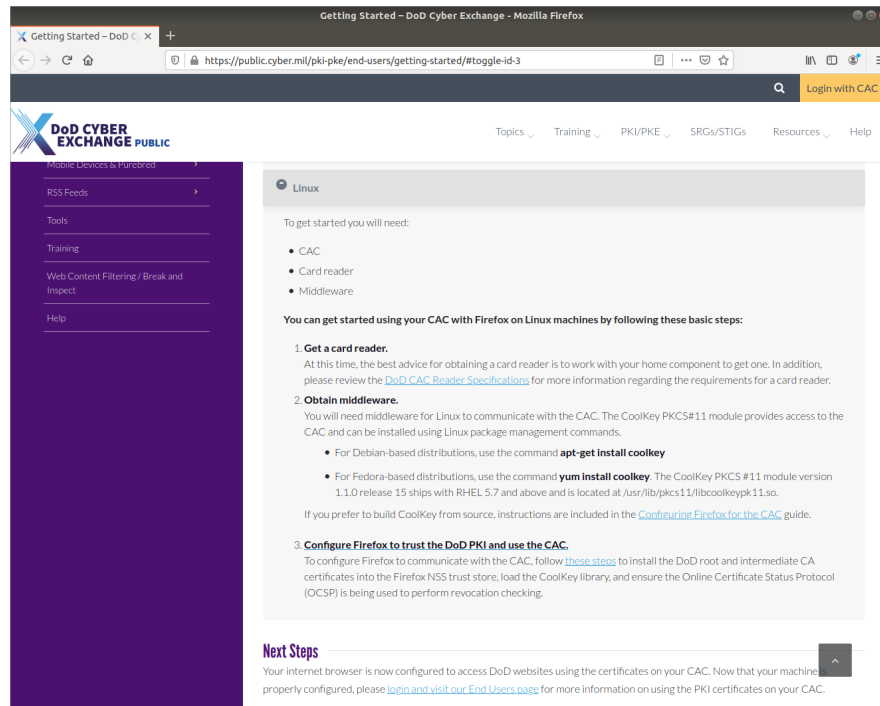 Getting Started – DoD Cyber Exchange - Mozilla Firefox
Getting Started – DoD C
https://public.cyber.mil/pki-pke/end-users/getting-started/#toggle-id-3
Login with CAC
DoD CYBER
EXCHANGE PUBLIC
Topics
Training
PKI/PKE
SRGs/STIGs
Resources
Help
Mobile Devices & Purebred
RSS Feeds
Tools
Training
Web Content Filtering / Break and
Inspect
Help
Linux
To get started you will need:
• CAC
• Card reader
• Middleware
You can get started using your CAC with Firefox on Linux machines by following these basic steps:
1. Get a card reader.
At this time, the best advice for obtaining a card reader is to work with your home component to get one. In addition,
please review the DoD CAC Reader Specifications for more information regarding the requirements for a card reader.
2. Obtain middleware.
You will need middleware for Linux to communicate with the CAC. The CoolKey PKCS#11 module provides access to the
CAC and can be installed using Linux package management commands.
• For Debian-based distributions, use the command apt-get install coolkey
• For Fedora-based distributions, use the command yum install coolkey. The CoolKey PKCS #11 module version
1.1.0 release 15 ships with RHEL 5.7 and above and is located at /usr/lib/pkcs11/libcoolkeypk11.so.
If you prefer to build CoolKey from source, instructions are included in the Configuring Firefox for the CAC guide.
3. Configure Firefox to trust the DoD PKI and use the CAC.
To configure Firefox to communicate with the CAC, follow these steps to install the DoD root and intermediate CA
certificates into the Firefox NSS trust store, load the CoolKey library, and ensure the Online Certificate Status Protocol
(OCSP) is being used to perform revocation checking.
Next Steps
Your internet browser is now configured to access DoD websites using the certificates on your CAC. Now that your machine is
properly configured, please login and visit our End Users page for more information on using the PKI certificates on your CAC.